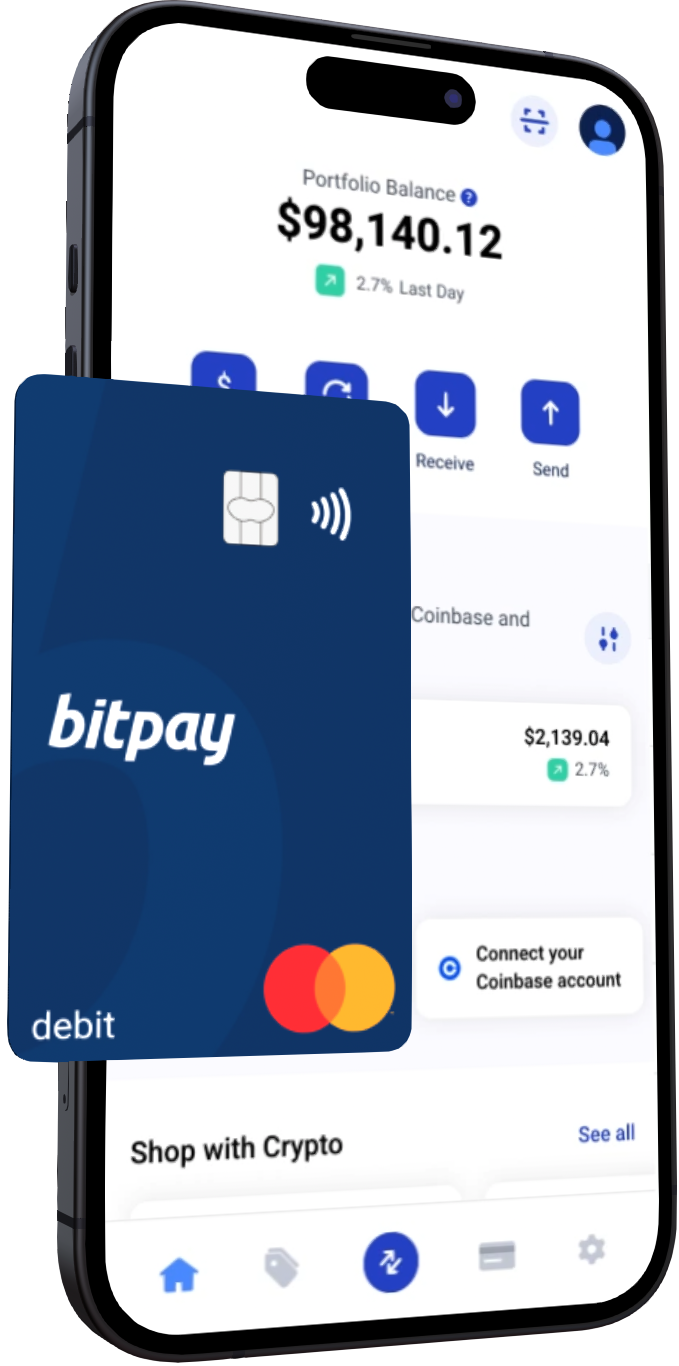 Portfolio Balance ?
$98,140.12
2.7% Last Day
$
Receive
Send
Coinbase and
$2,139.04
2.7%
bitpay
Connect your
Coinbase account
debit
Shop with Crypto
See all